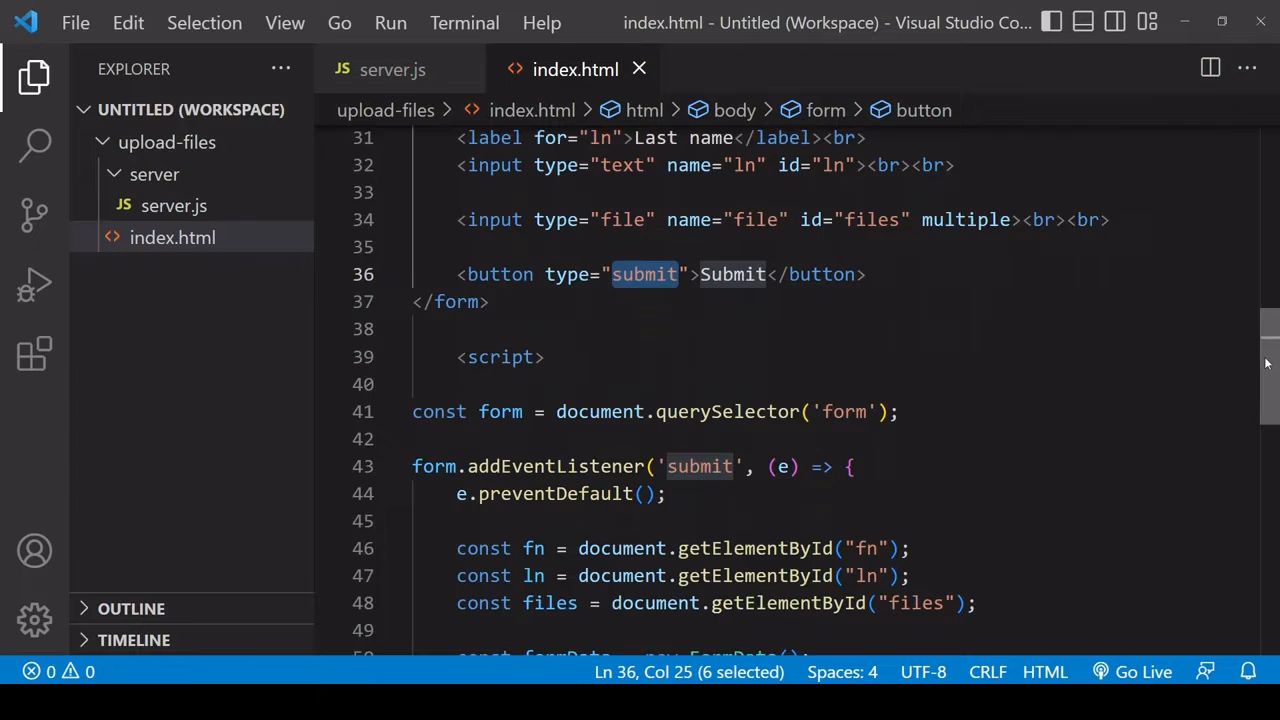 File Edit Selection View Go Run Terminal Help index.html - Untitled (Workspace) - Visual Studio Co...
EXPLORER ...
JS server.js
<> index.html
UNTITLED (WORKSPACE)
upload-files
server
JS server.js
<> index.html
OUTLINE
TIMELINE
upload-files > <> index.html > html > body > form > button
31 <label for="ln">Last name</label><br>
32 <input type="text" name="ln" id="ln"><br><br>
33
34 <input type="file" name="file" id="files" multiple><br><br>
35
36 <button type="submit">Submit</button>
37 </form>
38
39 <script>
40
41 const form = document.querySelector('form');
42
43 form.addEventListener('submit', (e) => {
44 e.preventDefault();
45
46 const fn = document.getElementById("fn");
47 const ln = document.getElementById("ln");
48 const files = document.getElementById("files");
49
50 const formData = new FormData();
0 0 Ln 36, Col 25 (6 selected) Spaces: 4 UTF-8 CRLF HTML Go Live